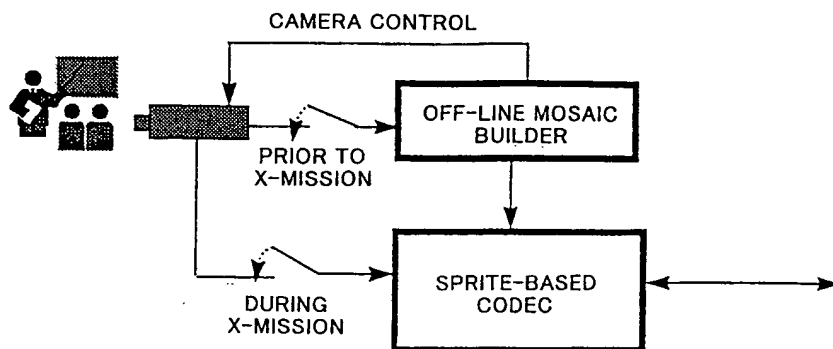 CAMERA CONTROL
OFF-LINE MOSAIC
BUILDER
PRIOR TO
X-MISSION
SPRITE-BASED
CODEC
DURING
X-MISSION